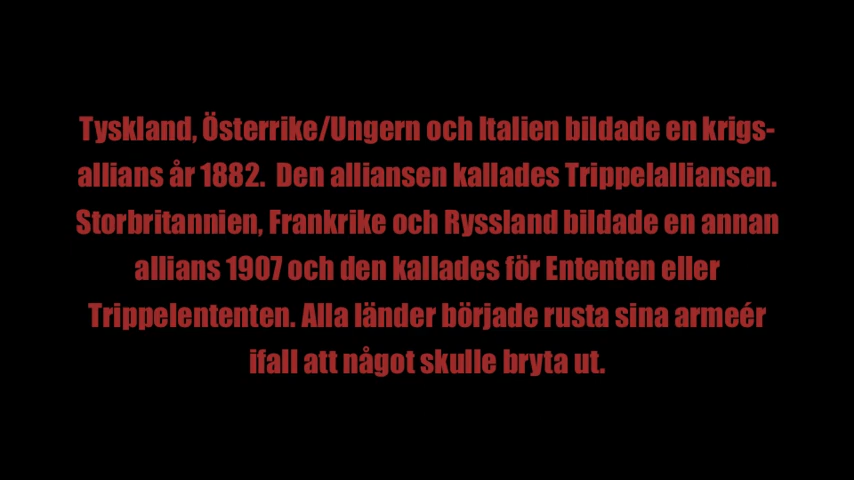 Tyskland, Österrike/Ungern och Italien bildade en krigs-
allians år 1882.  Den alliansen kallades Trippelalliansen.
Storbritannien, Frankrike och Ryssland bildade en annan
allians 1907 och den kallades för Ententen eller
Trippelententen. Alla länder började rusta sina armeér
ifall att något skulle bryta ut.